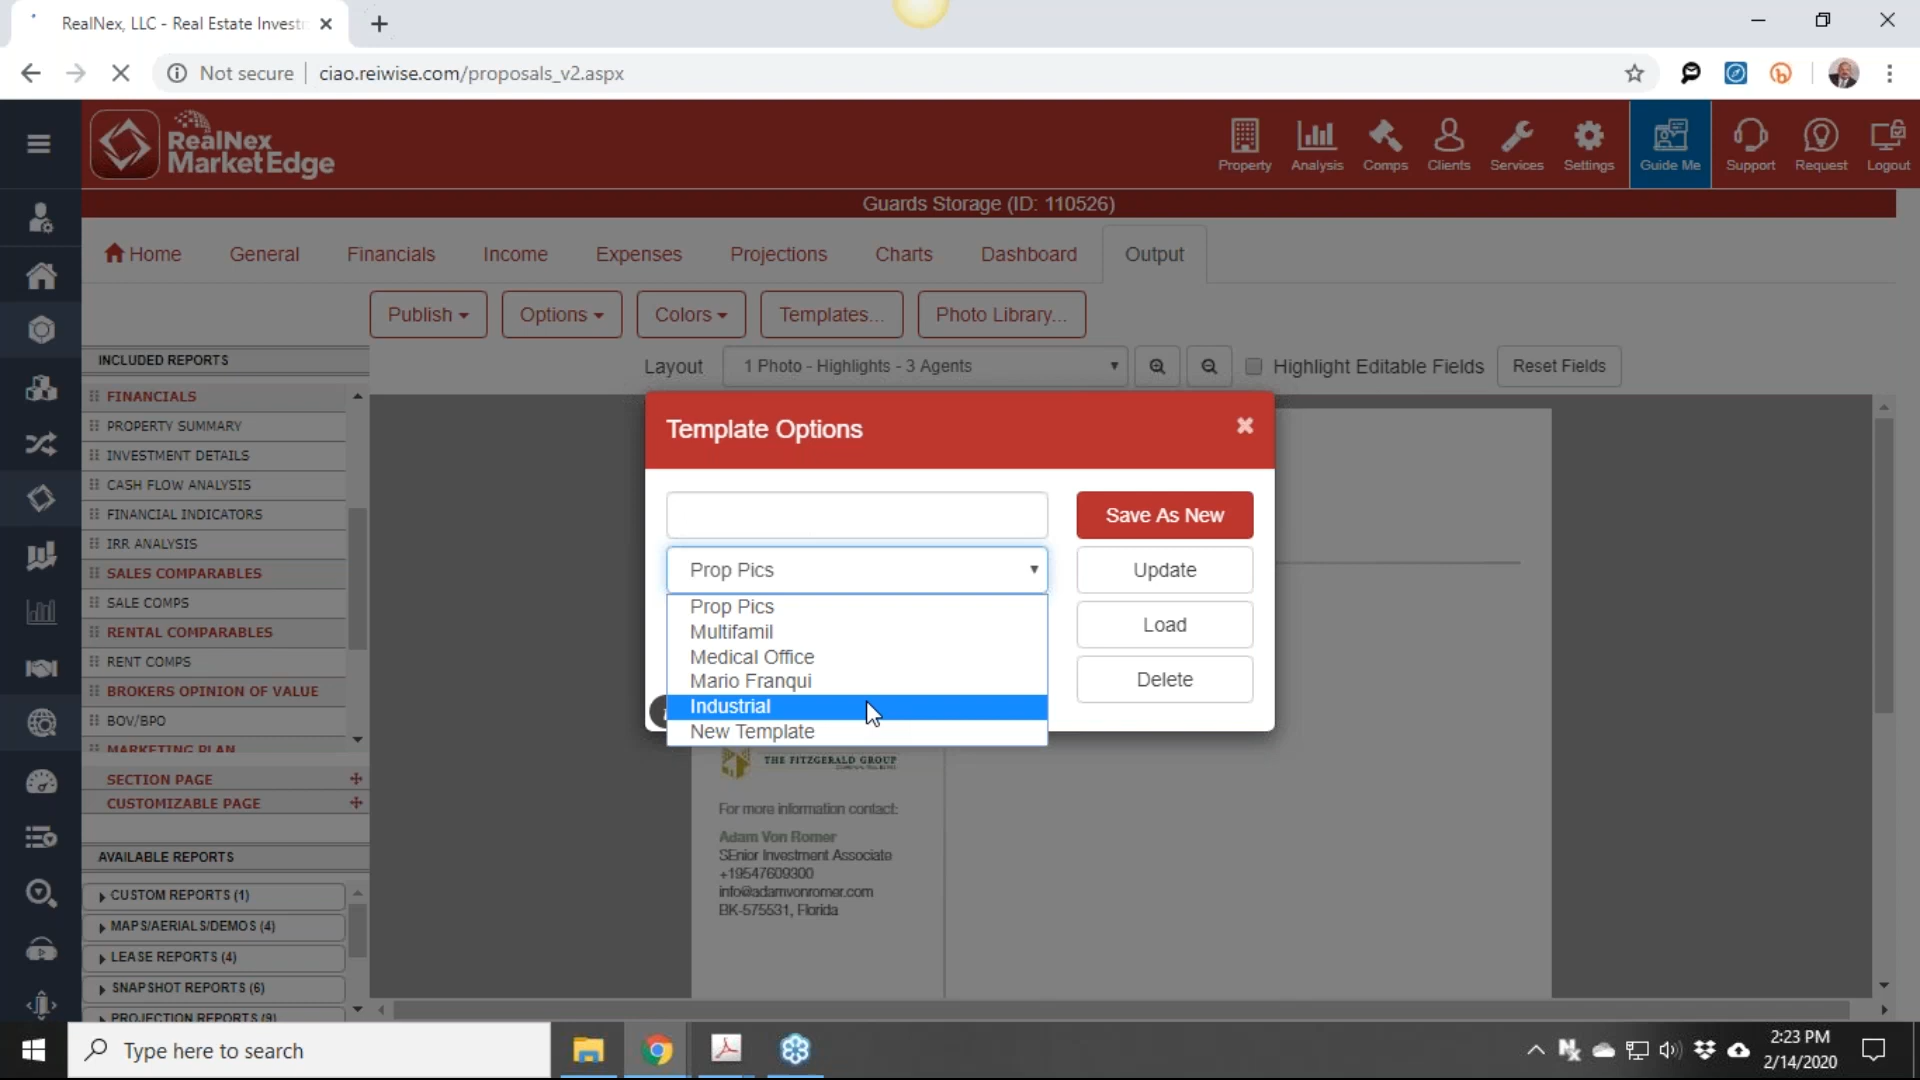 RealNex, LLC - Real Estate Invest
Not secure
ciao.reiwise.com/proposals_v2.aspx
RealNex
MarketEdge
Property
Analysis
Comps
Clients
Services
Settings
Guide Me
Support
Request
Logout
Guards Storage (ID: 110526)
Home
General
Financials
Income
Expenses
Projections
Charts
Dashboard
Output
Publish
Options
Colors
Templates...
Photo Library...
Layout
1 Photo - Highlights - 3 Agents
Highlight Editable Fields
Reset Fields
INCLUDED REPORTS
FINANCIALS
PROPERTY SUMMARY
INVESTMENT DETAILS
CASH FLOW ANALYSIS
FINANCIAL INDICATORS
IRR ANALYSIS
SALES COMPARABLES
SALE COMPS
RENTAL COMPARABLES
RENT COMPS
BROKERS OPINION OF VALUE
BOV/BPO
MARKETING PLAN
SECTION PAGE
CUSTOMIZABLE PAGE
AVAILABLE REPORTS
CUSTOM REPORTS (1)
MAPS/AERIALS/DEMOS (4)
LEASE REPORTS (4)
SNAPSHOT REPORTS (6)
PROJECTION REPORTS (9)
Template Options
Save As New
Prop Pics
Update
Prop Pics
Multifamil
Medical Office
Mario Franqui
Industrial
New Template
Load
Delete
THE FITZGERALD GROUP
For more information contact:
Adam Von Romer
SEnior Investment Associate
+19547609300
info@adamvonromer.com
BK-575531, Florida
Type here to search
2:23 PM
2/14/2020